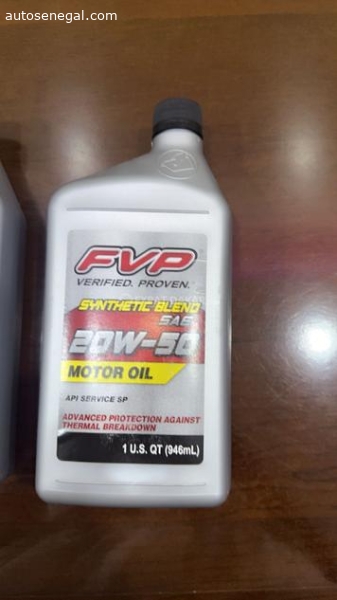 autosenegal.com
FVP
VERIFIED. PROVEN.
SYNTHETIC BLEND
SAE
20W-50
MOTOR OIL
API SERVICE SP
ADVANCED PROTECTION AGAINST
THERMAL BREAKDOWN
1 U.S. QT (946mL)